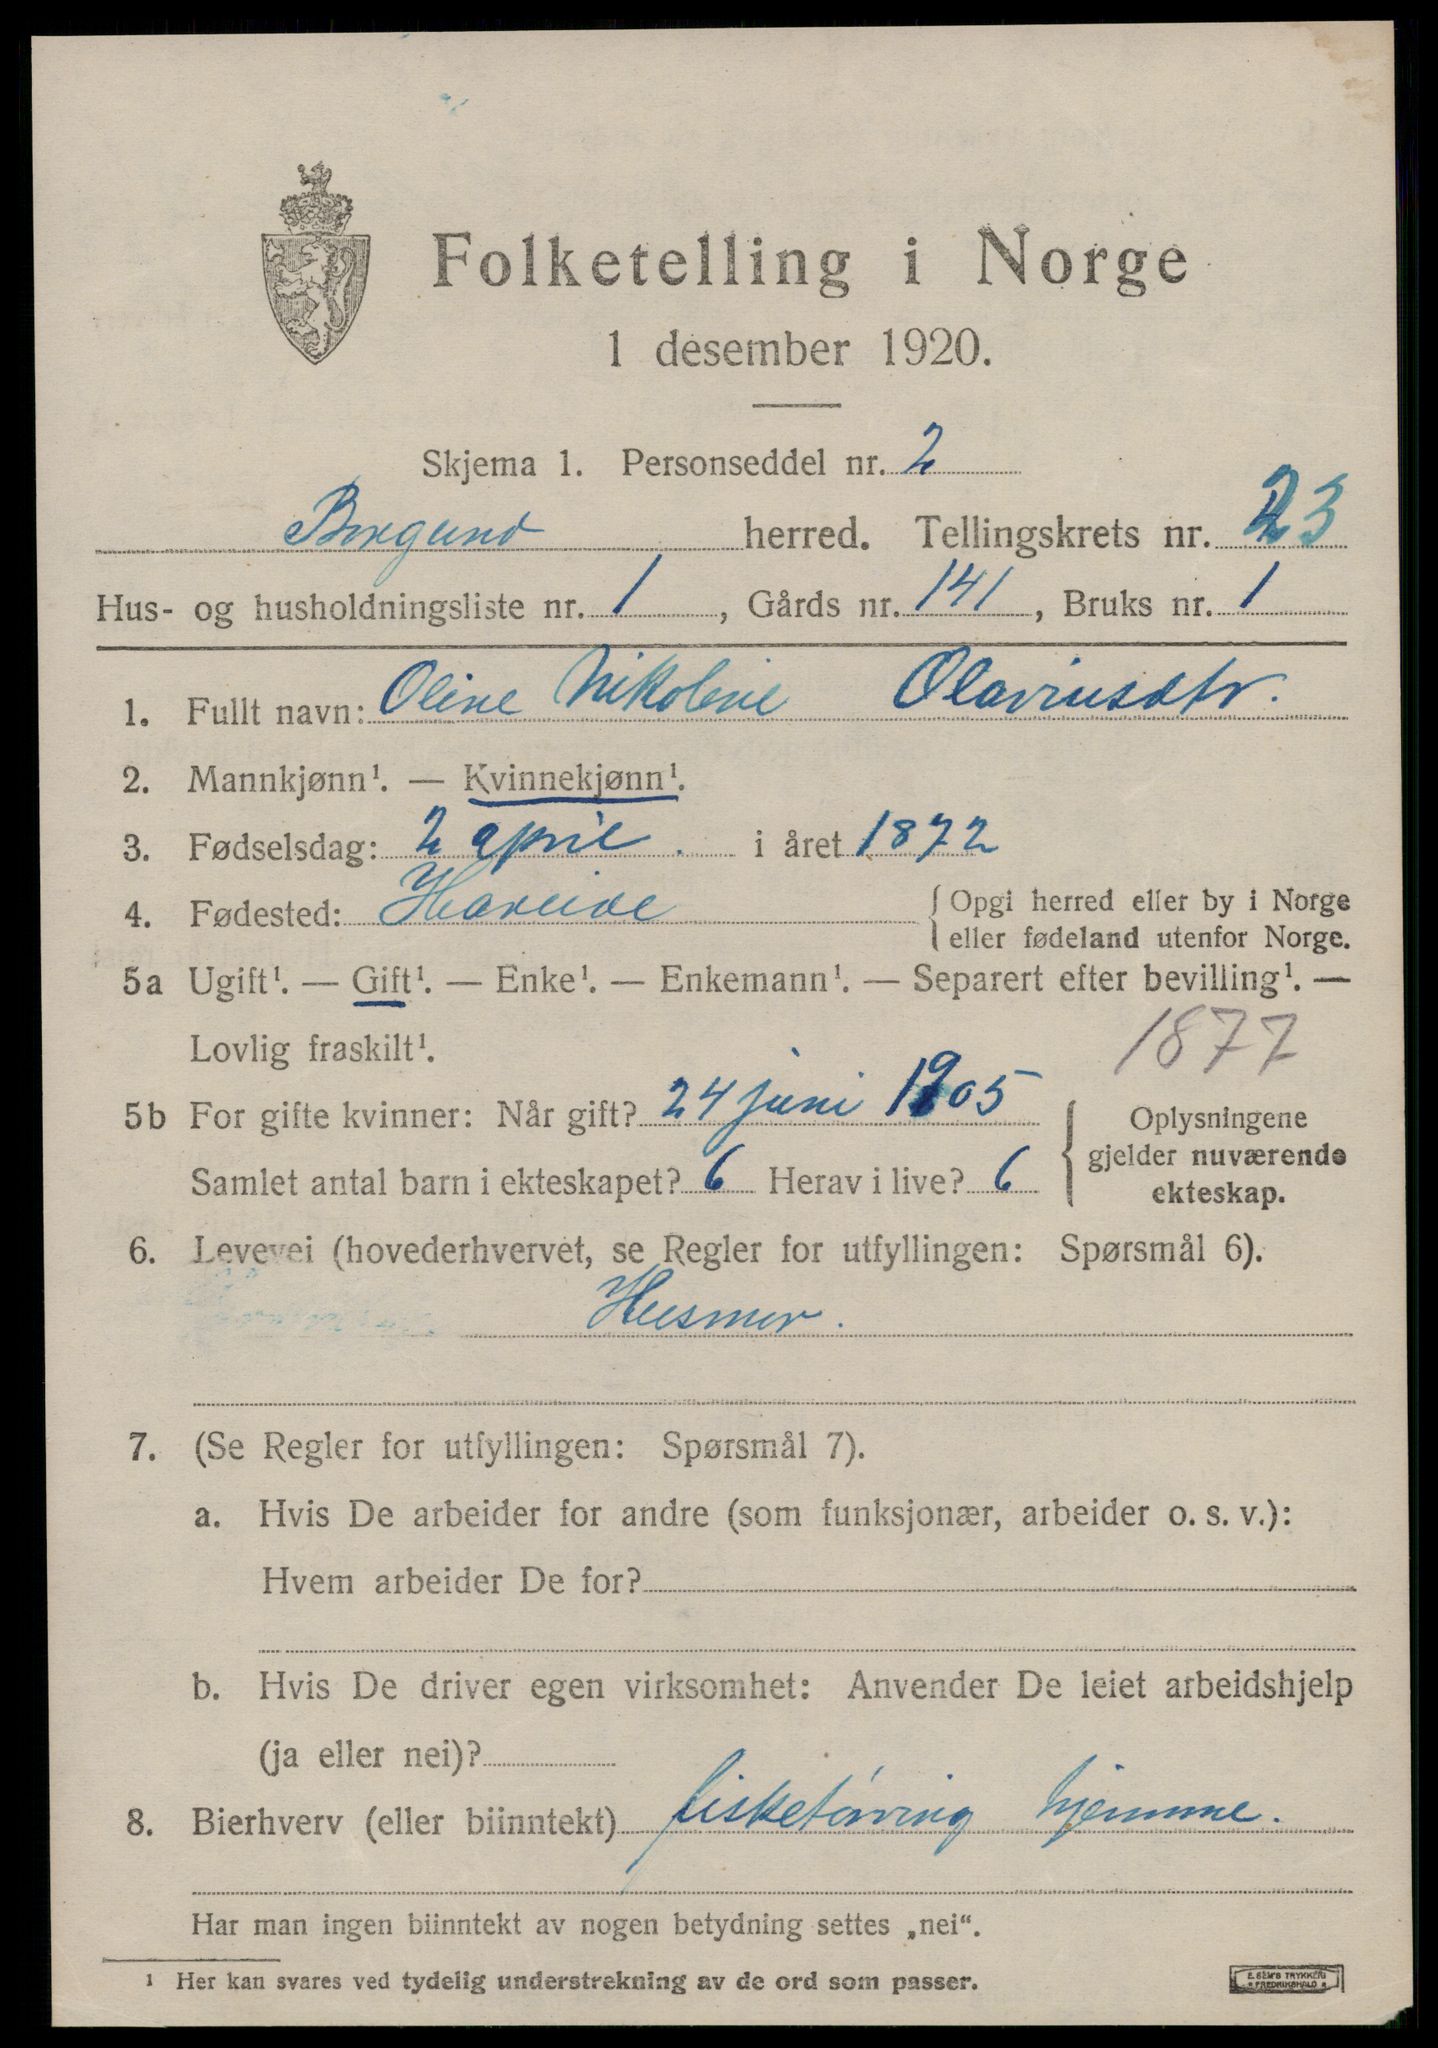 Folketelling i Norge
1 desember 1920.
Skjema 1. Personseddel nr. 2
Borgund herred. Tellingskrets nr. 23
Hus- og husholdningsliste nr. 1, Gårds nr. 141, Bruks nr. 1
1. Fullt navn: Oline Nikoline Olaviusdtr.
2. Mannkjønn¹. — Kvinnekjønn¹.
3. Fødselsdag: 2 april. i året 1872
4. Fødested: Hareide { Opgi herred eller by i Norge
eller fødeland utenfor Norge.
5a Ugift¹. — Gift¹. — Enke¹. — Enkemann¹. — Separert efter bevilling¹. —
Lovlig fraskilt¹. 1877
5b For gifte kvinner: Når gift? 24 juni 1905
Samlet antal barn i ekteskapet? 6 Herav i live? 6
{ Oplysningene
gjelder nuværende
ekteskap.
6. Levevei (hovederhvervet, se Regler for utfyllingen: Spørsmål 6).
Husmor.
7. (Se Regler for utfyllingen: Spørsmål 7).
a. Hvis De arbeider for andre (som funksjonær, arbeider o. s. v.):
Hvem arbeider De for?
b. Hvis De driver egen virksomhet: Anvender De leiet arbeidshjelp
(ja eller nei)?
8. Bierhverv (eller biinntekt) fisketørring hjemme.
Har man ingen biinntekt av nogen betydning settes „nei“.
¹ Her kan svares ved tydelig understrekning av de ord som passer.
E. SEM'S TRYKKERI
FREDRIKSHALD